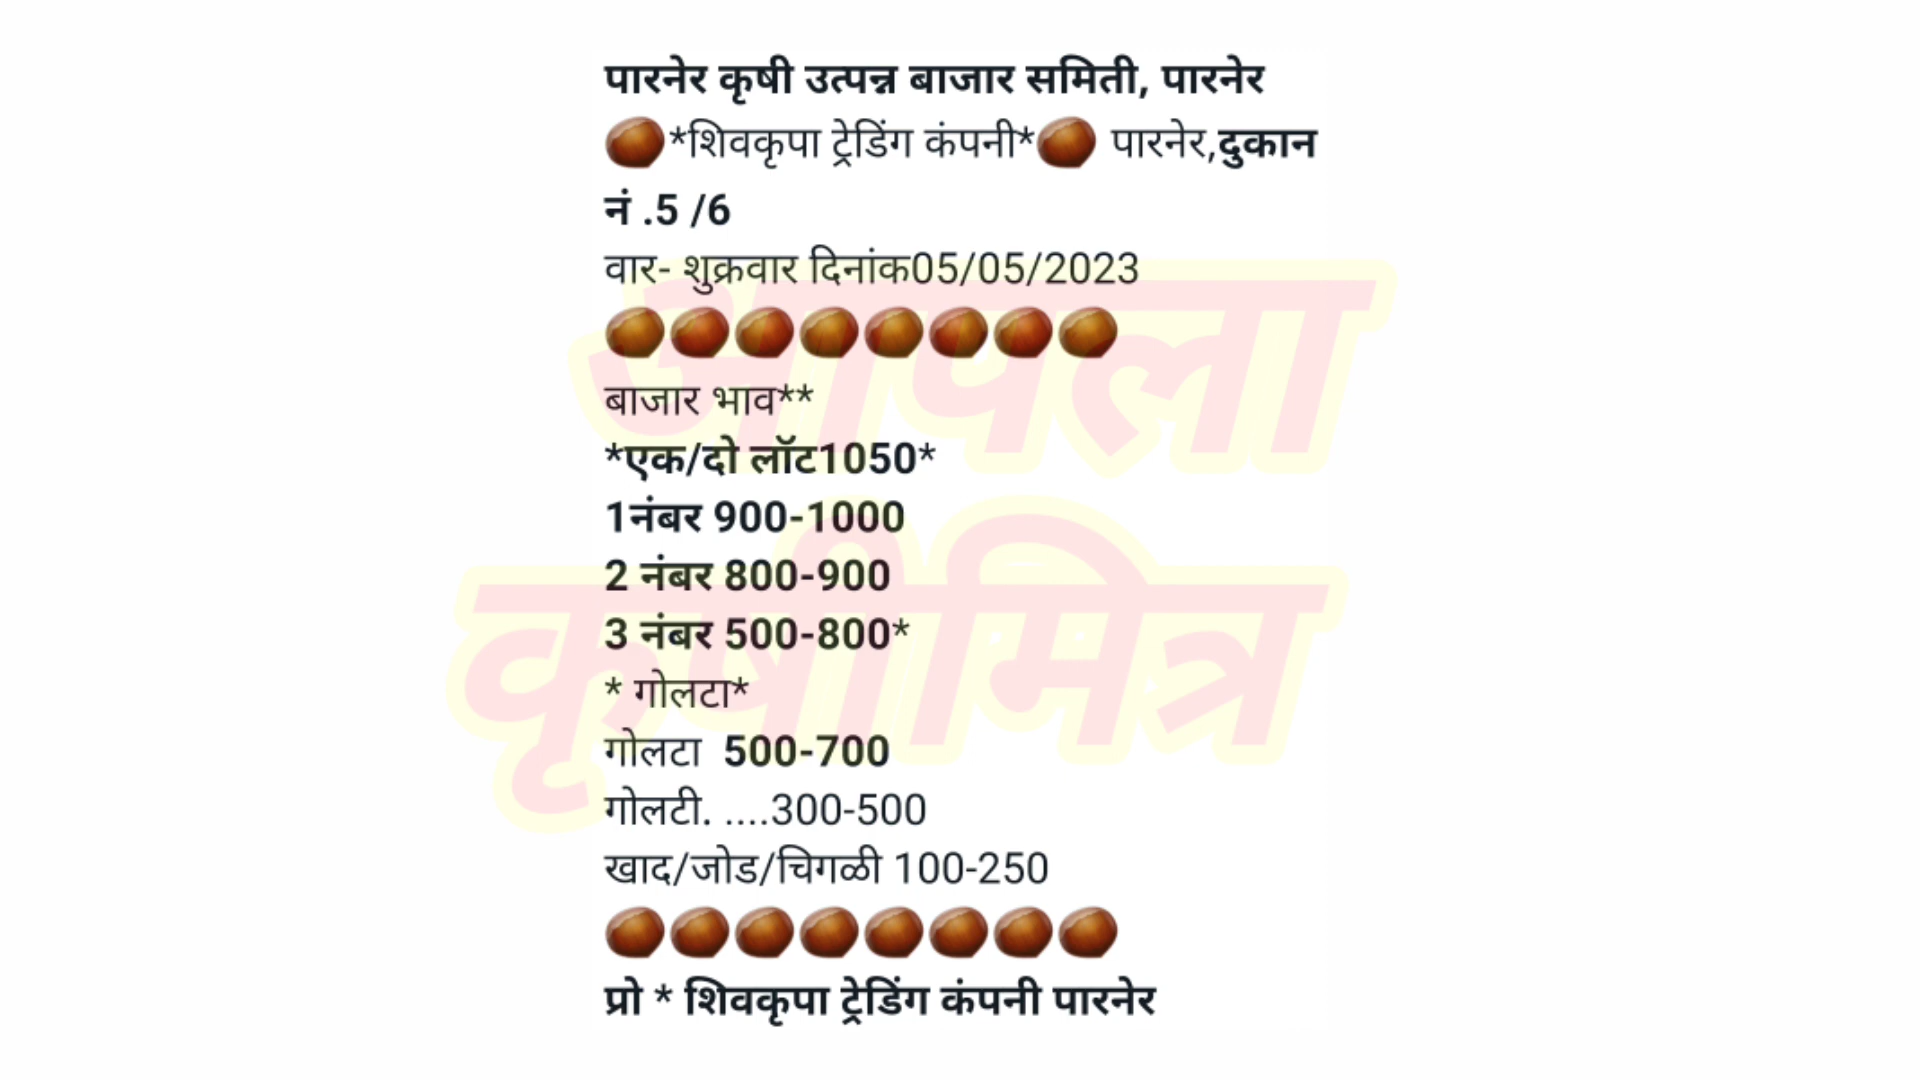 पारनेर कृषी उत्पन्न बाजार समिती, पारनेर
🌰*शिवकृपा ट्रेडिंग कंपनी*🌰 पारनेर,दुकान
नं .5 /6
वार- शुक्रवार दिनांक05/05/2023
🌰🌰🌰🌰🌰🌰🌰🌰
बाजार भाव**
*एक/दो लॉट1050*
1नंबर 900-1000
2 नंबर 800-900
3 नंबर 500-800*
* गोलटा*
गोलटा  500-700
गोलटी. ....300-500
खाद/जोड/चिगळी 100-250
🌰🌰🌰🌰🌰🌰🌰🌰
प्रो * शिवकृपा ट्रेडिंग कंपनी पारनेर
आपला
कृषीमित्र